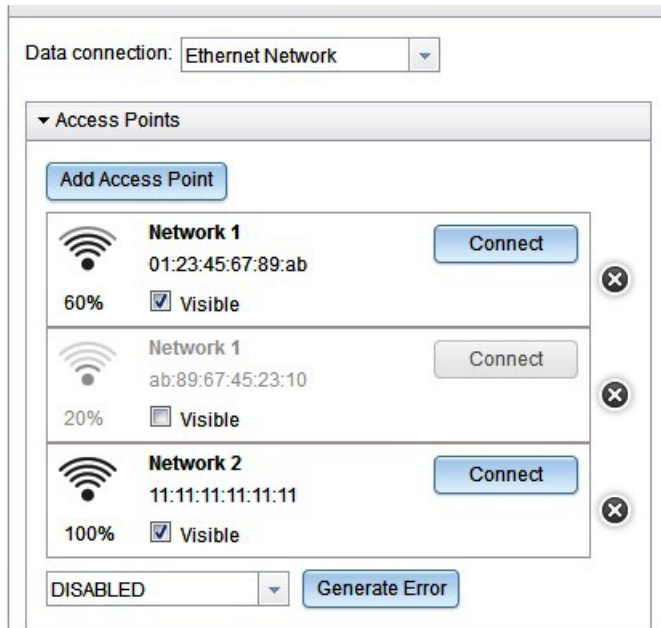 Data connection: Ethernet Network
Access Points
Add Access Point
Network 1
Connect
01:23:45:67:89:ab
60%
Visible
Network 1
Connect
ab:89:67:45:23:10
20%
Visible
Network 2
Connect
11:11:11:11:11:11
100%
Visible
DISABLED
Generate Error